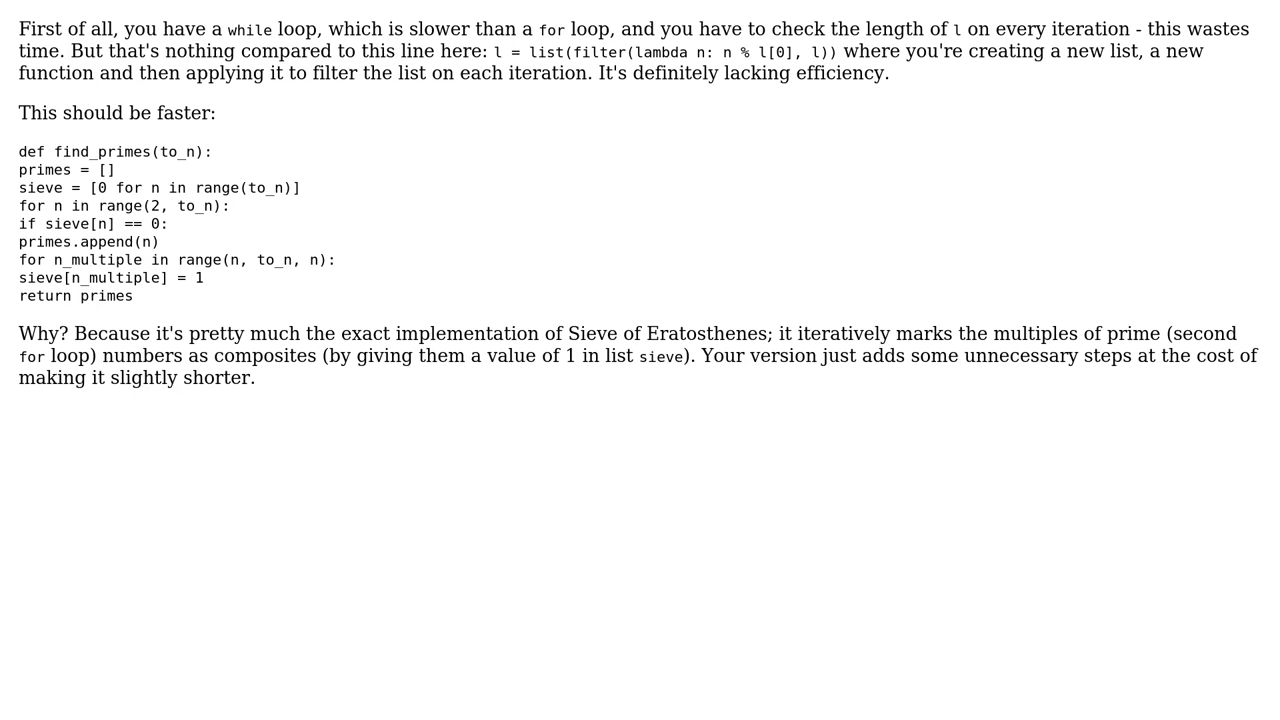 First of all, you have a while loop, which is slower than a for loop, and you have to check the length of l on every iteration - this wastes
time. But that's nothing compared to this line here: l = list(filter(lambda n: n % l[0], l)) where you're creating a new list, a new
function and then applying it to filter the list on each iteration. It's definitely lacking efficiency.
This should be faster:
def find_primes(to_n):
primes = []
sieve = [0 for n in range(to_n)]
for n in range(2, to_n):
if sieve[n] == 0:
primes.append(n)
for n_multiple in range(n, to_n, n):
sieve[n_multiple] = 1
return primes
Why? Because it's pretty much the exact implementation of Sieve of Eratosthenes; it iteratively marks the multiples of prime (second
for loop) numbers as composites (by giving them a value of 1 in list sieve). Your version just adds some unnecessary steps at the cost of
making it slightly shorter.